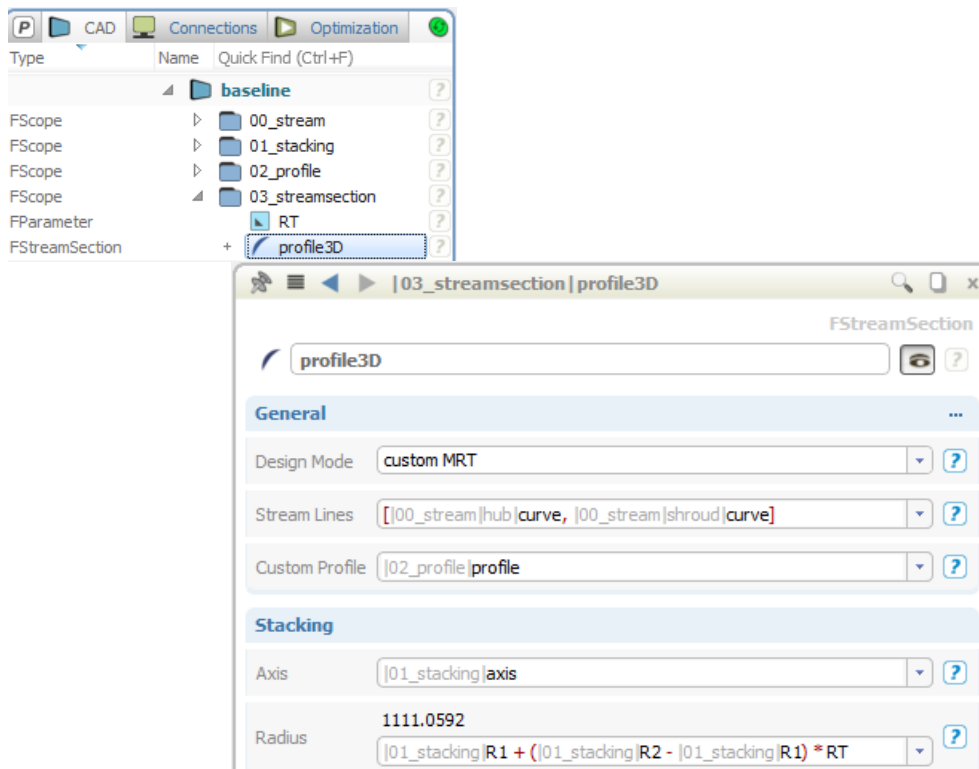 P CAD Connections Optimization
Type Name Quick Find (Ctrl+F)
baseline ?
FScope 00_stream ?
FScope 01_stacking ?
FScope 02_profile ?
FScope 03_streamsection ?
FParameter RT ?
FStreamSection + profile3D ?
|03_streamsection|profile3D x
FStreamSection
profile3D ?
General ...
Design Mode custom MRT ?
Stream Lines [|00_stream|hub|curve, |00_stream|shroud|curve] ?
Custom Profile |02_profile|profile ?
Stacking
Axis |01_stacking|axis ?
1111.0592
Radius |01_stacking|R1 + (|01_stacking|R2 - |01_stacking|R1) * RT ?